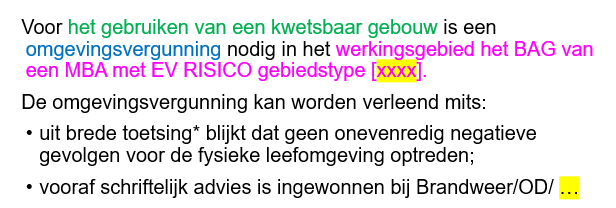 Voor het gebruiken van een kwetsbaar gebouw is een
omgevingsvergunning nodig in het werkingsgebied het BAG van
een MBA met EV RISICO gebiedstype [xxxx].
De omgevingsvergunning kan worden verleend mits:
• uit brede toetsing* blijkt dat geen onevenredig negatieve
gevolgen voor de fysieke leefomgeving optreden;
• vooraf schriftelijk advies is ingewonnen bij Brandweer/OD/ …